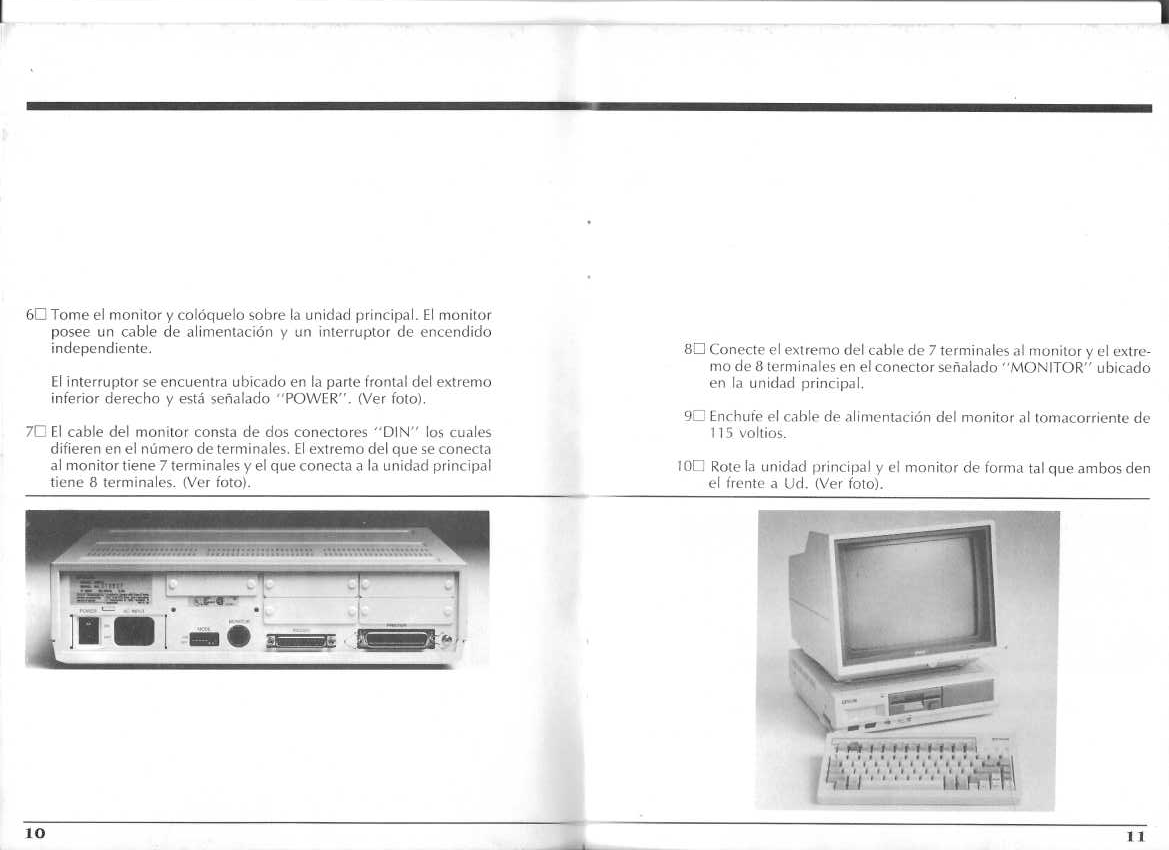 6☐ Tome el monitor y colóquelo sobre la unidad principal. El monitor
posee un cable de alimentación y un interruptor de encendido
independiente.
El interruptor se encuentra ubicado en la parte frontal del extremo
inferior derecho y está señalado ‘‘POWER’’. (Ver foto).
7☐ El cable del monitor consta de dos conectores ‘‘DIN’’ los cuales
difieren en el número de terminales. El extremo del que se conecta
al monitor tiene 7 terminales y el que conecta a la unidad principal
tiene 8 terminales. (Ver foto).
POWER AC INPUT
MODE
MONITOR
PRINTER
10
8☐ Conecte el extremo del cable de 7 terminales al monitor y el extre-
mo de 8 terminales en el conector señalado ‘‘MONITOR’’ ubicado
en la unidad principal.
9☐ Enchufe el cable de alimentación del monitor al tomacorriente de
115 voltios.
10☐ Rote la unidad principal y el monitor de forma tal que ambos den
el frente a Ud. (Ver foto).
EPSON
11